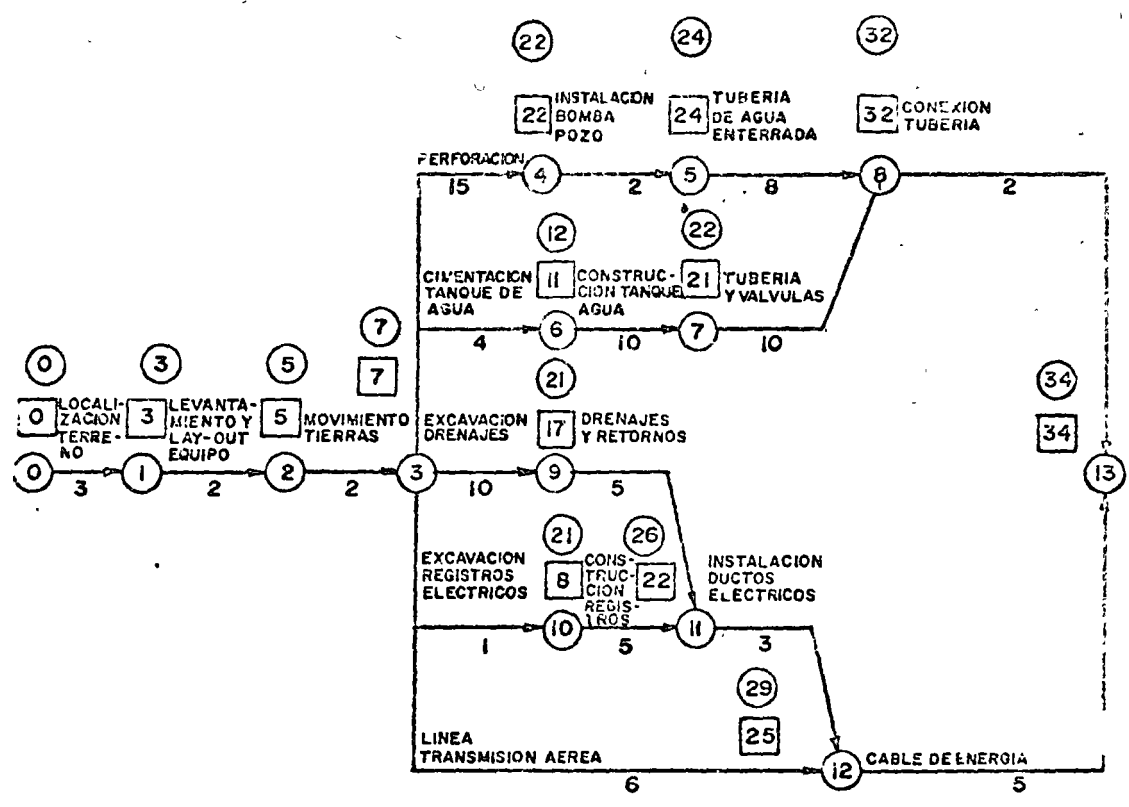 22 24 32
22 INSTALACION 24 TUBERIA 32 CONEXION
BOMBA DE AGUA TUBERIA
POZO ENTERRADA
PERFORACION
4 5 8
15 2 8 2
12 22
CIMENTACION 11 CONSTRUC- 21 TUBERIA
TANQUE DE CION TANQUE Y VALVULAS
AGUA AGUA
6 7
4 10 10
7
7
0 3 5 21 34
0 LOCALI- 3 LEVANTA- 5 MOVIMIENTO EXCAVACION 17 DRENAJES 34
ZACION MIENTO Y TIERRAS DRENAJES Y RETORNOS
TERRE- LAY-OUT
NO EQUIPO
0 1 2 3 9 13
3 2 2 10 5
21 26
EXCAVACION 8 CONS- 22 INSTALACION
REGISTROS TRUC- DUCTOS
ELECTRICOS CION ELECTRICOS
REGIS-
TROS
10 11
1 5 3
29
25
LINEA
TRANSMISION AEREA
12 CABLE DE ENERGIA
6 5